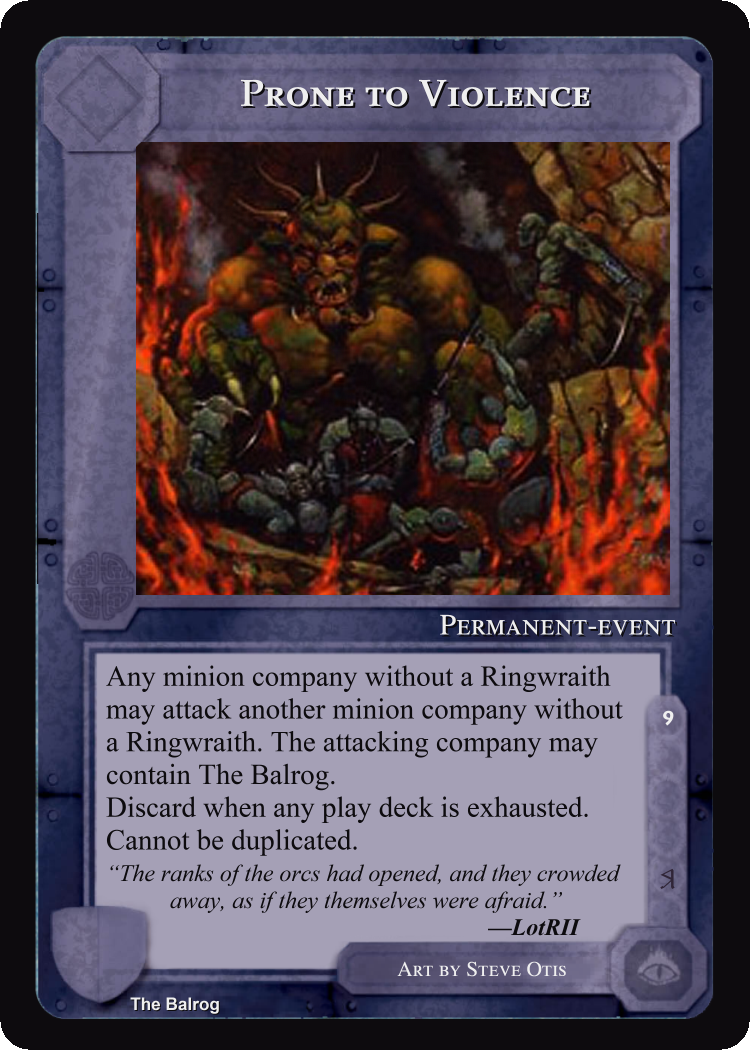 Prone to Violence
Permanent-event
Any minion company without a Ringwraith
may attack another minion company without
a Ringwraith. The attacking company may
contain The Balrog.
Discard when any play deck is exhausted.
Cannot be duplicated.
“The ranks of the orcs had opened, and they crowded
away, as if they themselves were afraid.”
—LotRII
9
Art by Steve Otis
The Balrog